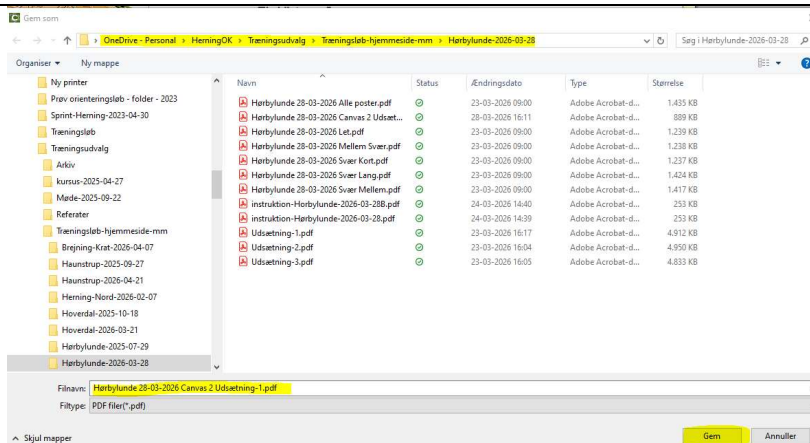 Gem som
OneDrive - Personal > HerningOK > Træningsudvalg > Træningsløb-hjemmeside-mm > Hørbylunde-2026-03-28
Søg i Hørbylunde-2026-03-28
Organiser Ny mappe
Ny printer
Prøv orienteringsløb - folder - 2023
Sprint-Herning-2023-04-30
Træningsløb
Træningsudvalg
Arkiv
kursus-2025-04-27
Møde-2025-09-22
Referater
Træningsløb-hjemmeside-mm
Brejning-Krat-2026-04-07
Haunstrup-2025-09-27
Haunstrup-2026-04-21
Herning-Nord-2026-02-07
Hoverdal-2025-10-18
Hoverdal-2026-03-21
Hørbylunde-2025-07-29
Hørbylunde-2026-03-28
Navn Status Ændringsdato Type Størrelse
Hørbylunde 28-03-2026 Alle poster.pdf 23-03-2026 09:00 Adobe Acrobat-d... 1.435 KB
Hørbylunde 28-03-2026 Canvas 2 Udsæt... 28-03-2026 16:11 Adobe Acrobat-d... 889 KB
Hørbylunde 28-03-2026 Let.pdf 23-03-2026 09:00 Adobe Acrobat-d... 1.239 KB
Hørbylunde 28-03-2026 Mellem Svær.pdf 23-03-2026 09:00 Adobe Acrobat-d... 1.238 KB
Hørbylunde 28-03-2026 Svær Kort.pdf 23-03-2026 09:00 Adobe Acrobat-d... 1.237 KB
Hørbylunde 28-03-2026 Svær Lang.pdf 23-03-2026 09:00 Adobe Acrobat-d... 1.424 KB
Hørbylunde 28-03-2026 Svær Mellem.pdf 23-03-2026 09:00 Adobe Acrobat-d... 1.417 KB
instruktion-Horbylunde-2026-03-28B.pdf 24-03-2026 14:40 Adobe Acrobat-d... 253 KB
instruktion-Hørbylunde-2026-03-28.pdf 24-03-2026 14:39 Adobe Acrobat-d... 253 KB
Udsætning-1.pdf 23-03-2026 16:17 Adobe Acrobat-d... 4.912 KB
Udsætning-2.pdf 23-03-2026 16:04 Adobe Acrobat-d... 4.950 KB
Udsætning-3.pdf 23-03-2026 16:05 Adobe Acrobat-d... 4.833 KB
Filnavn: Hørbylunde 28-03-2026 Canvas 2 Udsætning-1.pdf
Filtype: PDF filer(*.pdf)
Skjul mapper
Gem Annuller